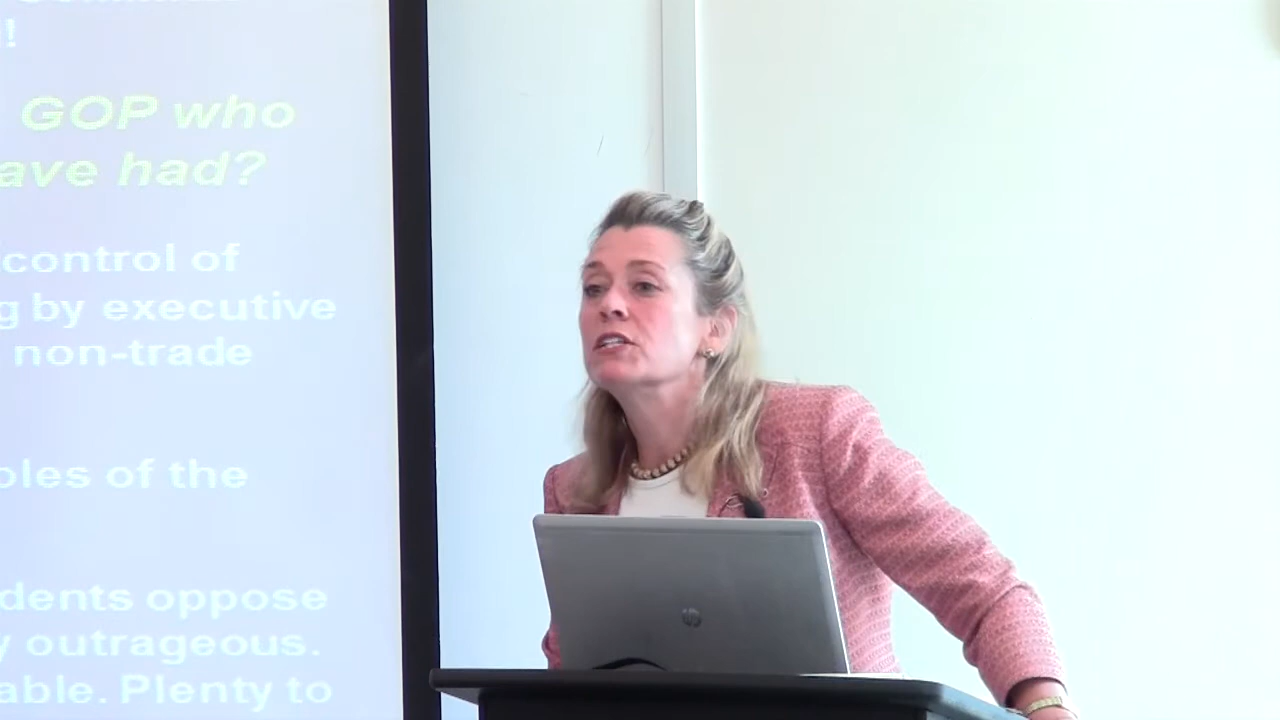 !
GOP who
ave had?
control of
g by executive
non-trade
oles of the
dents oppose
y outrageous.
able. Plenty to
hp